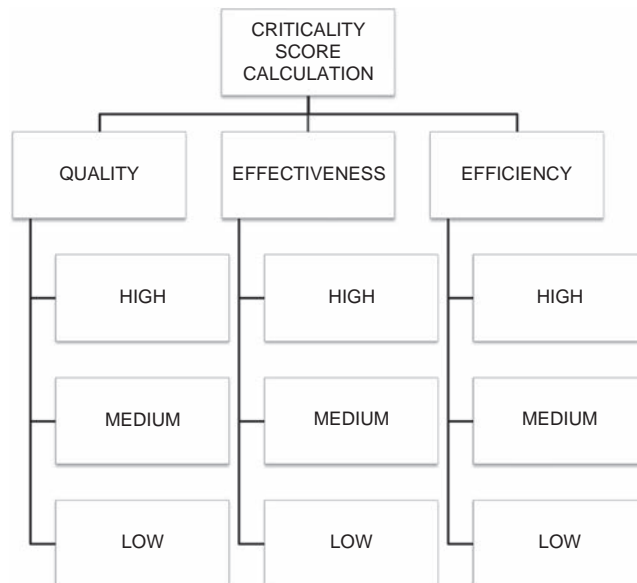 CRITICALITY
SCORE
CALCULATION
QUALITY
EFFECTIVENESS
EFFICIENCY
HIGH
HIGH
HIGH
MEDIUM
MEDIUM
MEDIUM
LOW
LOW
LOW